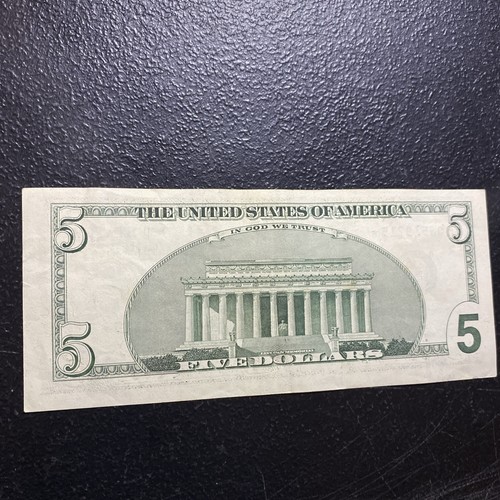 5 THE UNITED STATES OF AMERICA 5
IN GOD WE TRUST
5 FIVE DOLLARS 5